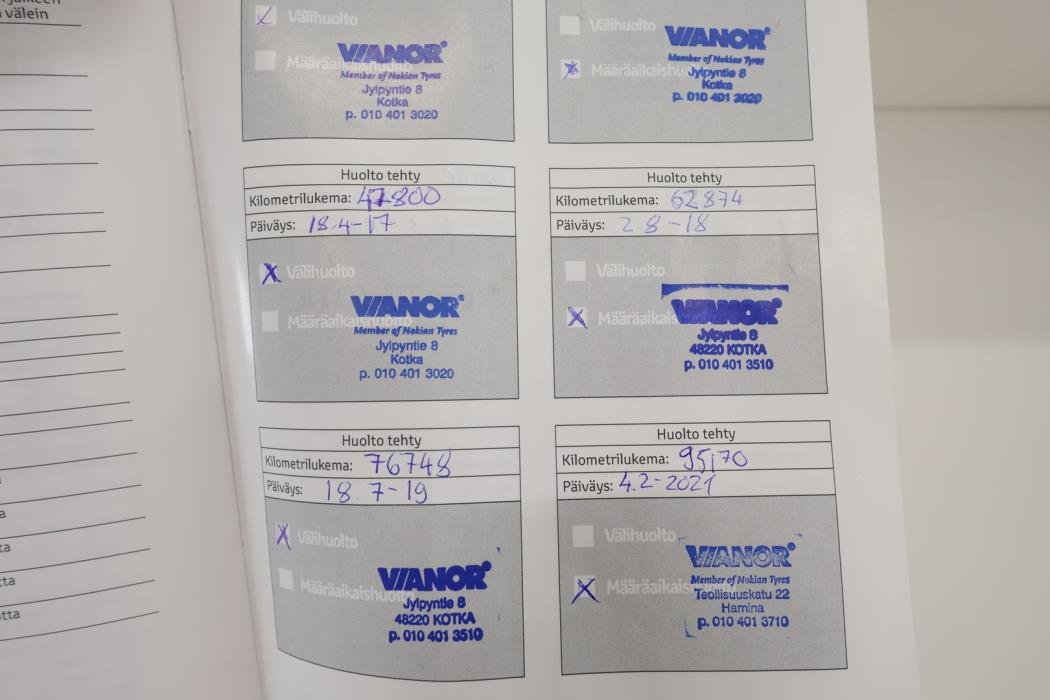 välein
Välihuolto
VIANOR
Määräaikaishuolto
Member of Nokian Tyres
Jylpyntie 8
Kotka
p. 010 401 3020
Välihuolto
VIANOR
Member of Nokian Tyres
Määräaikaishu
Jylpyntie 8
Kotka
p. 010 401 3020
Huolto tehty
Kilometrilukema: 47800
Päiväys: 18.4-17
Välihuolto
VIANOR
Määräaikaishuolto
Member of Nokian Tyres
Jylpyntie 8
Kotka
p. 010 401 3020
Huolto tehty
Kilometrilukema: 62874
Päiväys: 2.8-18
Välihuolto
VIANOR
Määräaikais
Jylpyntie 8
48220 KOTKA
p. 010 401 3510
Huolto tehty
Kilometrilukema: 76748
Päiväys: 18.7-19
Välihuolto
VIANOR
Määräaikaishuolto
Jylpyntie 8
48220 KOTKA
p. 010 401 3510
Huolto tehty
Kilometrilukema: 95170
Päiväys: 4.2-2021
Välihuolto
VIANOR
Member of Nokian Tyres
Määräaikaishuolto
Teollisuuskatu 22
Hamina
p. 010 401 3710